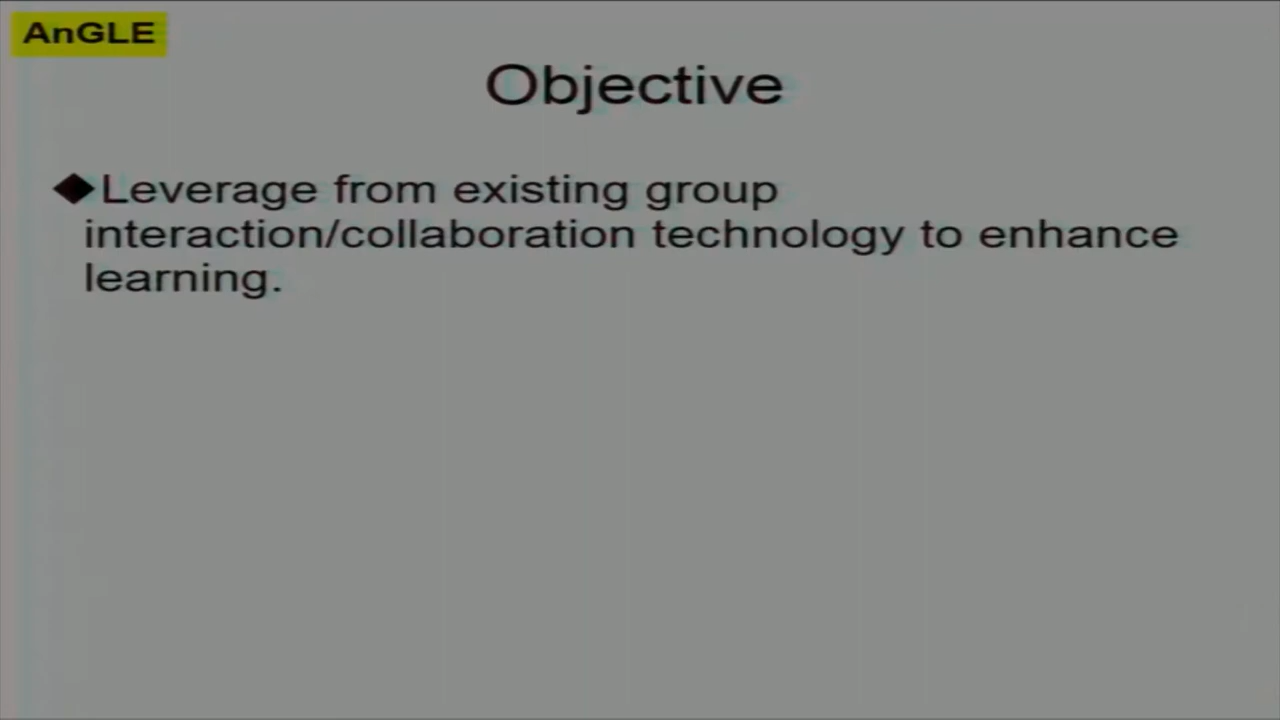 AnGLE
Objective
◆Leverage from existing group
interaction/collaboration technology to enhance
learning.